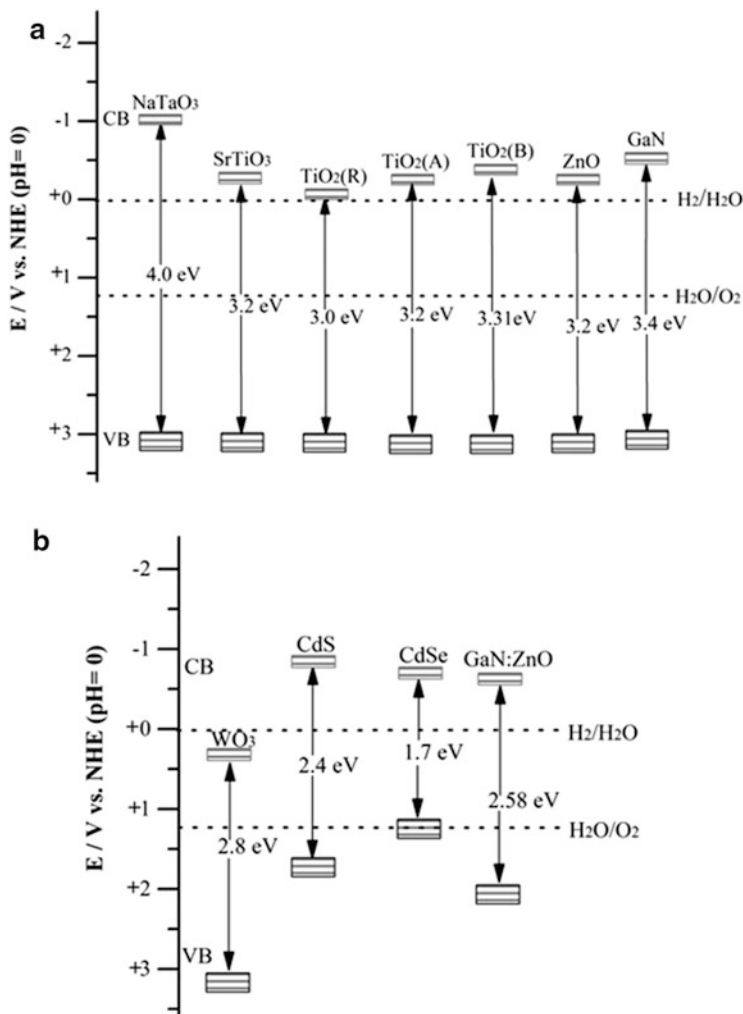 a
E / V vs. NHE (pH= 0)
-2
-1
+0
+1
+2
+3
CB
VB
NaTaO₃
SrTiO₃
TiO₂(R)
TiO₂(A)
TiO₂(B)
ZnO
GaN
H₂/H₂O
H₂O/O₂
4.0 eV
3.2 eV
3.0 eV
3.2 eV
3.31eV
3.2 eV
3.4 eV
b
E / V vs. NHE (pH= 0)
-2
-1
+0
+1
+2
+3
CB
VB
WO₃
CdS
CdSe
GaN:ZnO
H₂/H₂O
H₂O/O₂
2.8 eV
2.4 eV
1.7 eV
2.58 eV